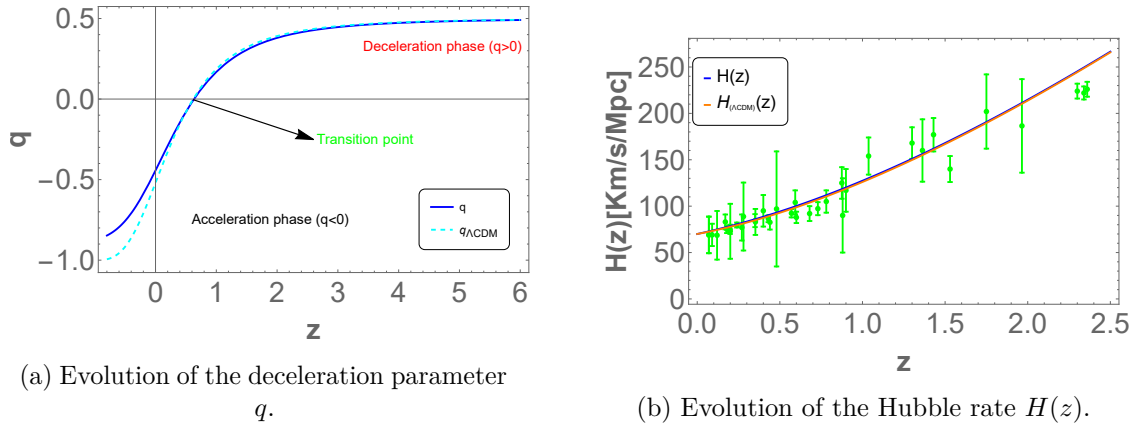 0.5
0.0
−0.5
−1.0
q
Deceleration phase (q>0)
Transition point
Acceleration phase (q<0)
q
qΛCDM
0 1 2 3 4 5 6
z
(a) Evolution of the deceleration parameter
q.
250
200
150
100
50
0
H(z)[Km/s/Mpc]
H(z)
H(ΛCDM)(z)
0.0 0.5 1.0 1.5 2.0 2.5
z
(b) Evolution of the Hubble rate H(z).